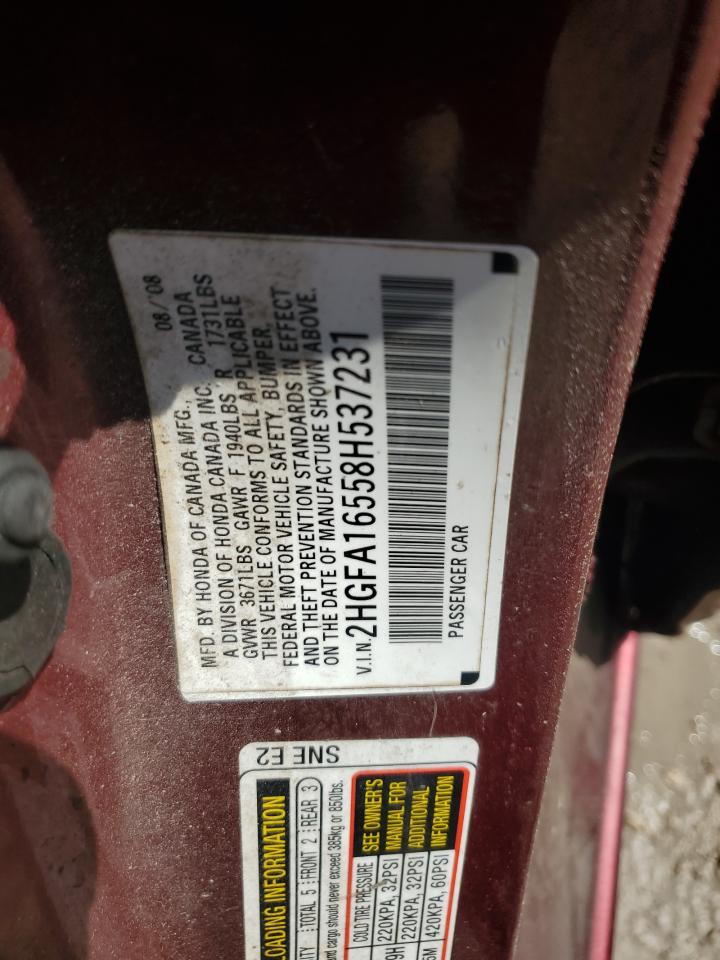 MFD. BY HONDA OF CANADA MFG. 08/'08
A DIVISION OF HONDA CANADA INC. CANADA
GVWR 3671LBS GAWR F 1940LBS R 1731LBS
THIS VEHICLE CONFORMS TO ALL APPLICABLE
FEDERAL MOTOR VEHICLE SAFETY, BUMPER,
AND THEFT PREVENTION STANDARDS IN EFFECT
ON THE DATE OF MANUFACTURE SHOWN ABOVE.
V.I.N. 2HGFA16558H537231
PASSENGER CAR
SNE E2
LOADING INFORMATION
TOTAL 5 FRONT 2 REAR 3
cargo should never exceed 385kg or 850lbs.
COLD TIRE PRESSURE SEE OWNER'S
220KPA, 32PSI MANUAL FOR
220KPA, 32PSI ADDITIONAL
420KPA, 60PSI INFORMATION